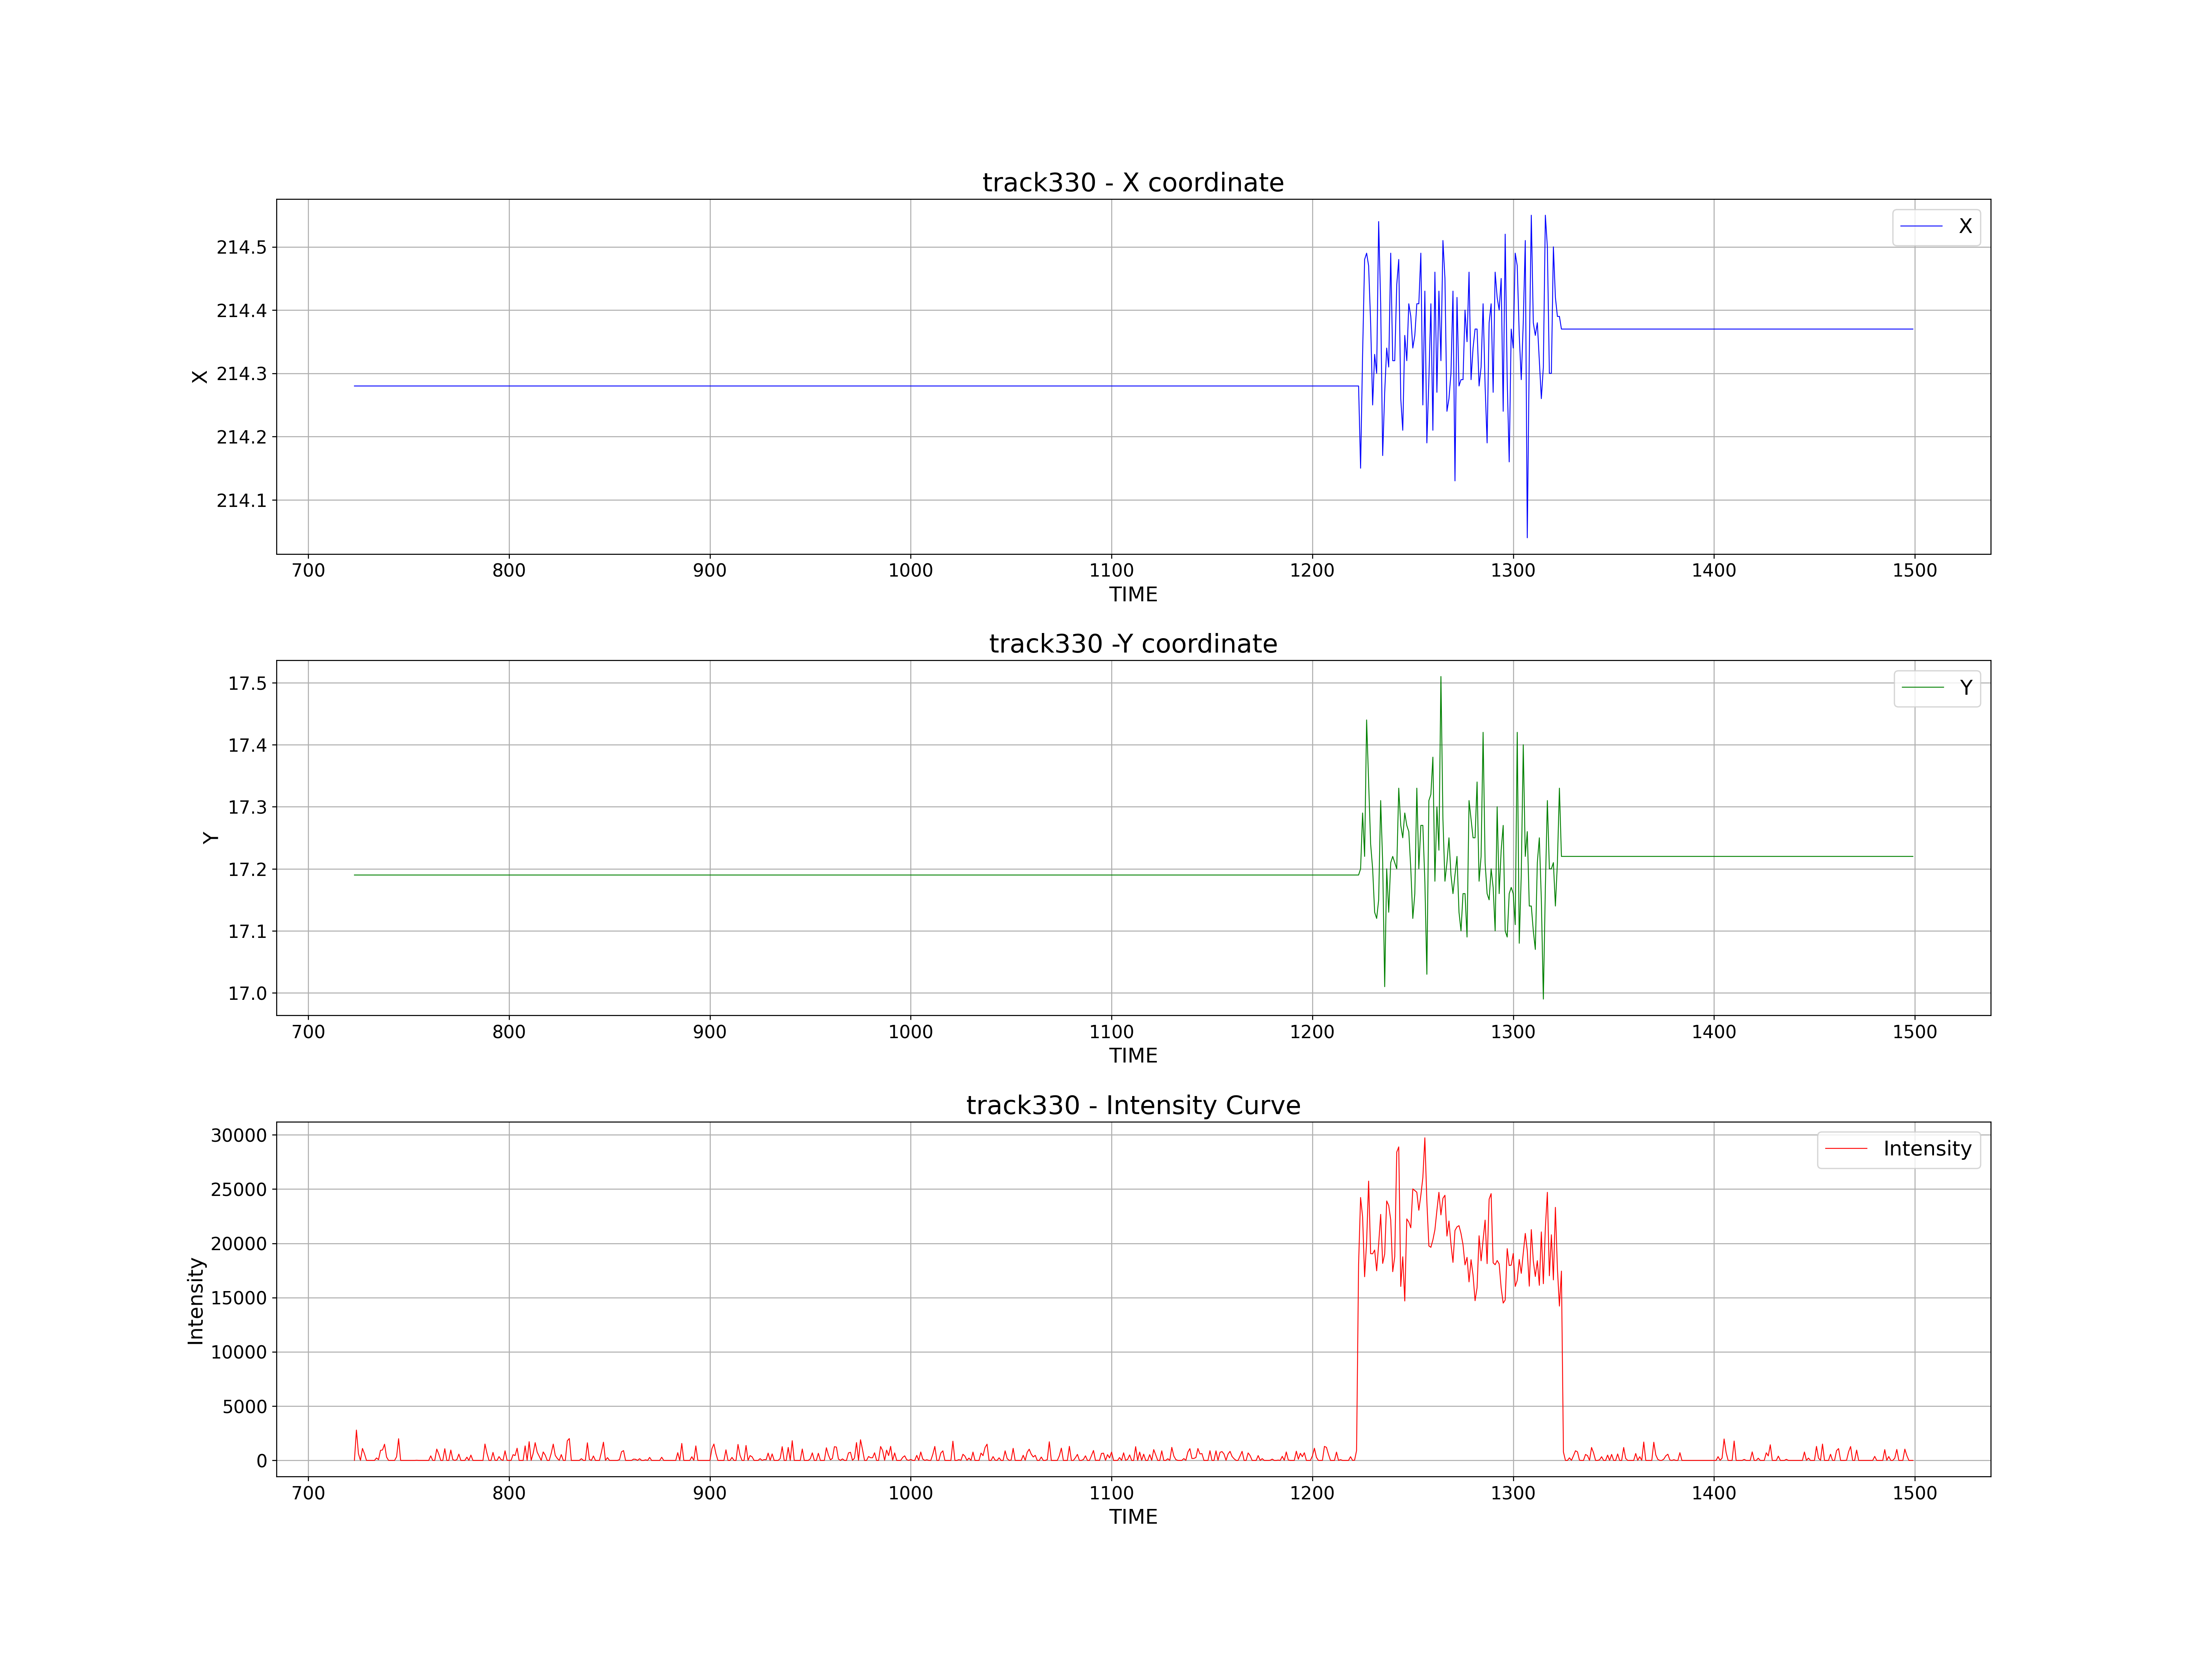 track330 - X coordinate
X
214.5
214.4
214.3
214.2
214.1
X
700 800 900 1000 1100 1200 1300 1400 1500
TIME
track330 -Y coordinate
Y
17.5
17.4
17.3
17.2
17.1
17.0
Y
700 800 900 1000 1100 1200 1300 1400 1500
TIME
track330 - Intensity Curve
Intensity
30000
25000
20000
15000
10000
5000
0
Intensity
700 800 900 1000 1100 1200 1300 1400 1500
TIME